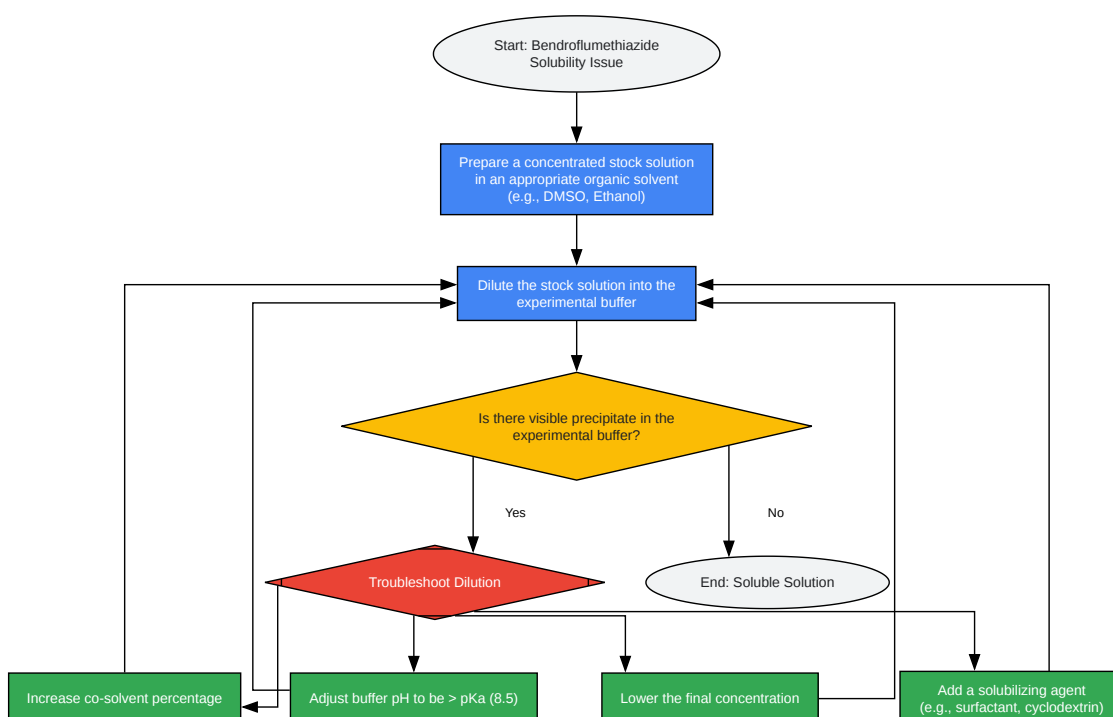 Start: Bendroflumethiazide
Solubility Issue
Prepare a concentrated stock solution
in an appropriate organic solvent
(e.g., DMSO, Ethanol)
Dilute the stock solution into the
experimental buffer
Is there visible precipitate in the
experimental buffer?
Yes
No
Troubleshoot Dilution
End: Soluble Solution
Increase co-solvent percentage
Adjust buffer pH to be > pKa (8.5)
Lower the final concentration
Add a solubilizing agent
(e.g., surfactant, cyclodextrin)